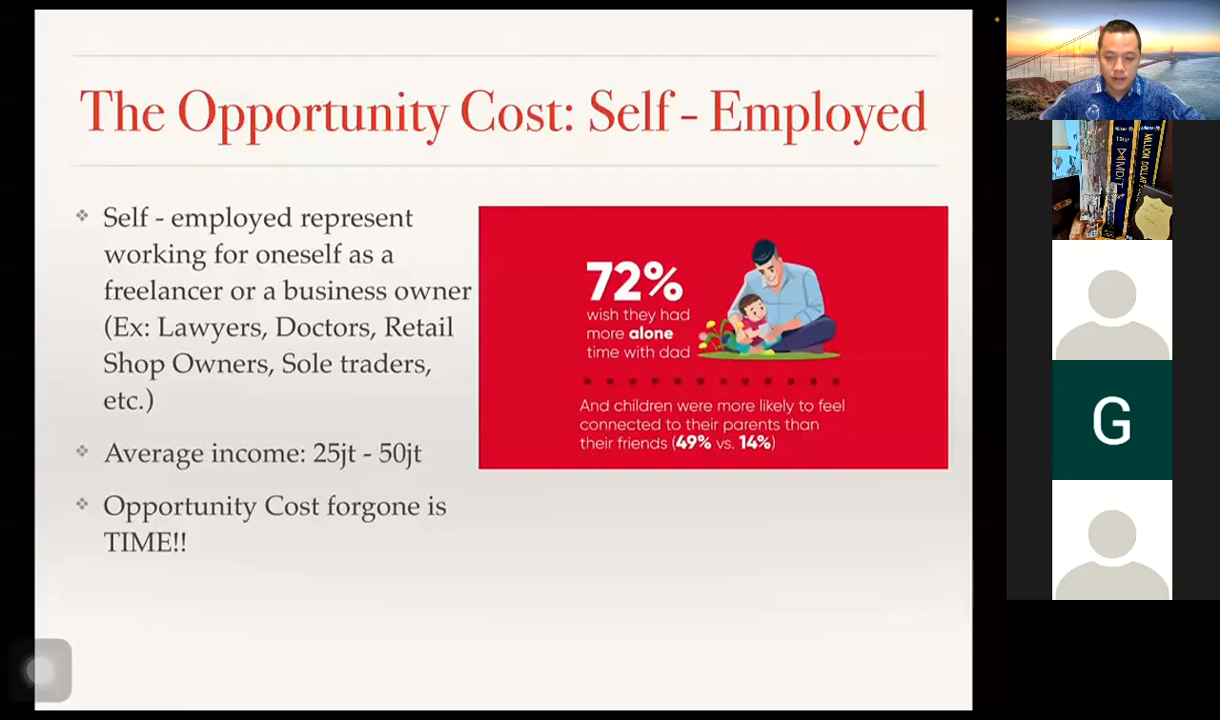 The Opportunity Cost: Self - Employed
Self - employed represent
working for oneself as a
freelancer or a business owner
(Ex: Lawyers, Doctors, Retail
Shop Owners, Sole traders,
etc.)
Average income: 25jt - 50jt
Opportunity Cost forgone is
TIME!!
72%
wish they had
more alone
time with dad
And children were more likely to feel
connected to their parents than
their friends (49% vs. 14%)
MDRT
MILLION DOLLAR
G